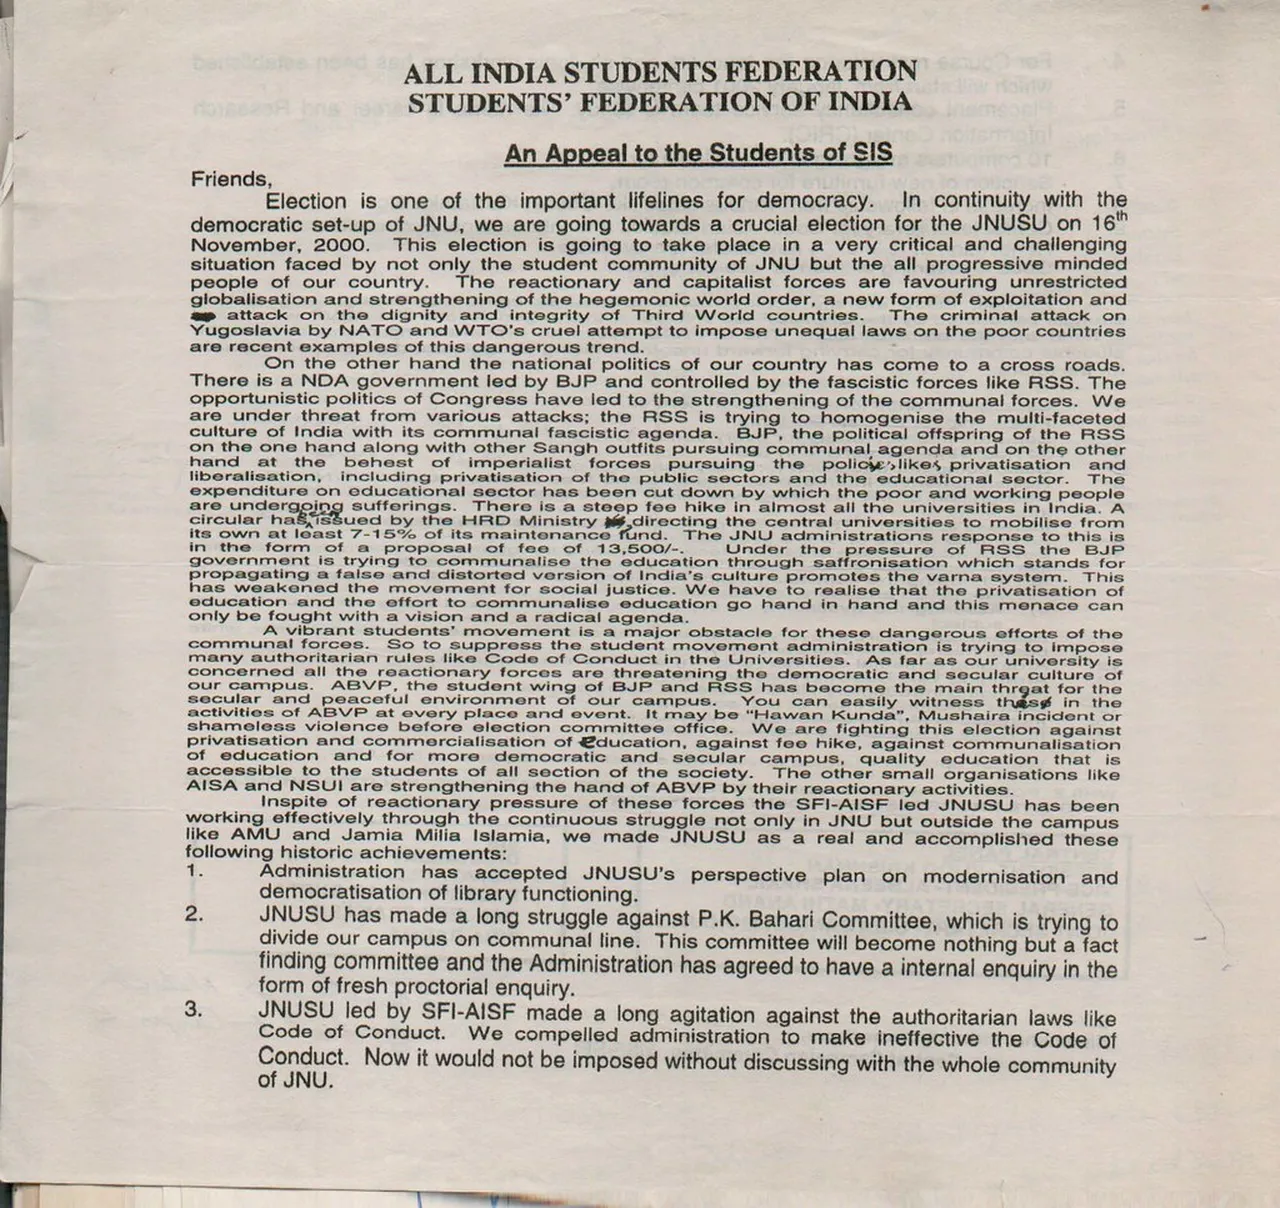 ALL INDIA STUDENTS FEDERATION
STUDENTS' FEDERATION OF INDIA
An Appeal to the Students of SIS
Friends,
Election is one of the important lifelines for democracy. In continuity with the
democratic set-up of JNU, we are going towards a crucial election for the JNUSU on 16th
November, 2000. This election is going to take place in a very critical and challenging
situation faced by not only the student community of JNU but the all progressive minded
people of our country. The reactionary and capitalist forces are favouring unrestricted
globalisation and strengthening of the hegemonic world order, a new form of exploitation and
attack on the dignity and integrity of Third World countries. The criminal attack on
Yugoslavia by NATO and WTO's cruel attempt to impose unequal laws on the poor countries
are recent examples of this dangerous trend.
On the other hand the national politics of our country has come to a cross roads.
There is a NDA government led by BJP and controlled by the fascistic forces like RSS. The
opportunistic politics of Congress have led to the strengthening of the communal forces. We
are under threat from various attacks; the RSS is trying to homogenise the multi-faceted
culture of India with its communal fascistic agenda. BJP, the political offspring of the RSS
on the one hand along with other Sangh outfits pursuing communal agenda and on the other
hand at the behest of imperialist forces pursuing the policies like privatisation and
liberalisation, including privatisation of the public sectors and the educational sector. The
expenditure on educational sector has been cut down by which the poor and working people
are undergoing sufferings. There is a steep fee hike in almost all the universities in India. A
circular has issued by the HRD Ministry directing the central universities to mobilise from
its own at least 7-15% of its maintenance fund. The JNU administrations response to this is
in the form of a proposal of fee of 13,500/-. Under the pressure of RSS the BJP
government is trying to communalise the education through saffronisation which stands for
propagating a false and distorted version of India's culture promotes the varna system. This
has weakened the movement for social justice. We have to realise that the privatisation of
education and the effort to communalise education go hand in hand and this menace can
only be fought with a vision and a radical agenda.
A vibrant students' movement is a major obstacle for these dangerous efforts of the
communal forces. So to suppress the student movement administration is trying to impose
many authoritarian rules like Code of Conduct in the Universities. As far as our university is
concerned all the reactionary forces are threatening the democratic and secular culture of
our campus. ABVP, the student wing of BJP and RSS has become the main threat for the
secular and peaceful environment of our campus. You can easily witness in the
activities of ABVP at every place and event. It may be "Hawan Kunda", Mushaira incident or
shameless violence before election committee office. We are fighting this election against
privatisation and commercialisation of education, against fee hike, against communalisation
of education and for more democratic and secular campus, quality education that is
accessible to the students of all section of the society. The other small organisations like
AISA and NSUI are strengthening the hand of ABVP by their reactionary activities.
Inspite of reactionary pressure of these forces the SFI-AISF led JNUSU has been
working effectively through the continuous struggle not only in JNU but outside the campus
like AMU and Jamia Milia Islamia, we made JNUSU as a real and accomplished these
following historic achievements:
1. Administration has accepted JNUSU's perspective plan on modernisation and
democratisation of library functioning.
2. JNUSU has made a long struggle against P.K. Bahari Committee, which is trying to
divide our campus on communal line. This committee will become nothing but a fact
finding committee and the Administration has agreed to have a internal enquiry in the
form of fresh proctorial enquiry.
3. JNUSU led by SFI-AISF made a long agitation against the authoritarian laws like
Code of Conduct. We compelled administration to make ineffective the Code of
Conduct. Now it would not be imposed without discussing with the whole community
of JNU.